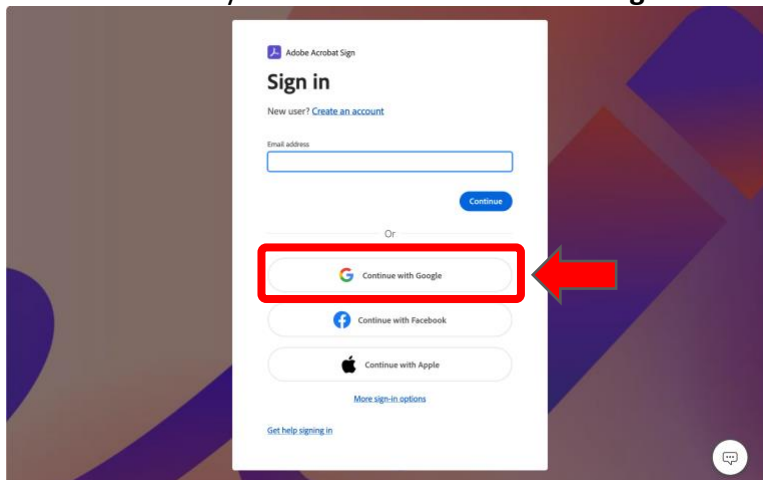 Adobe Acrobat Sign
Sign in
New user? Create an account
Email address
Continue
Or
Continue with Google
Continue with Facebook
Continue with Apple
More sign-in options
Get help signing in